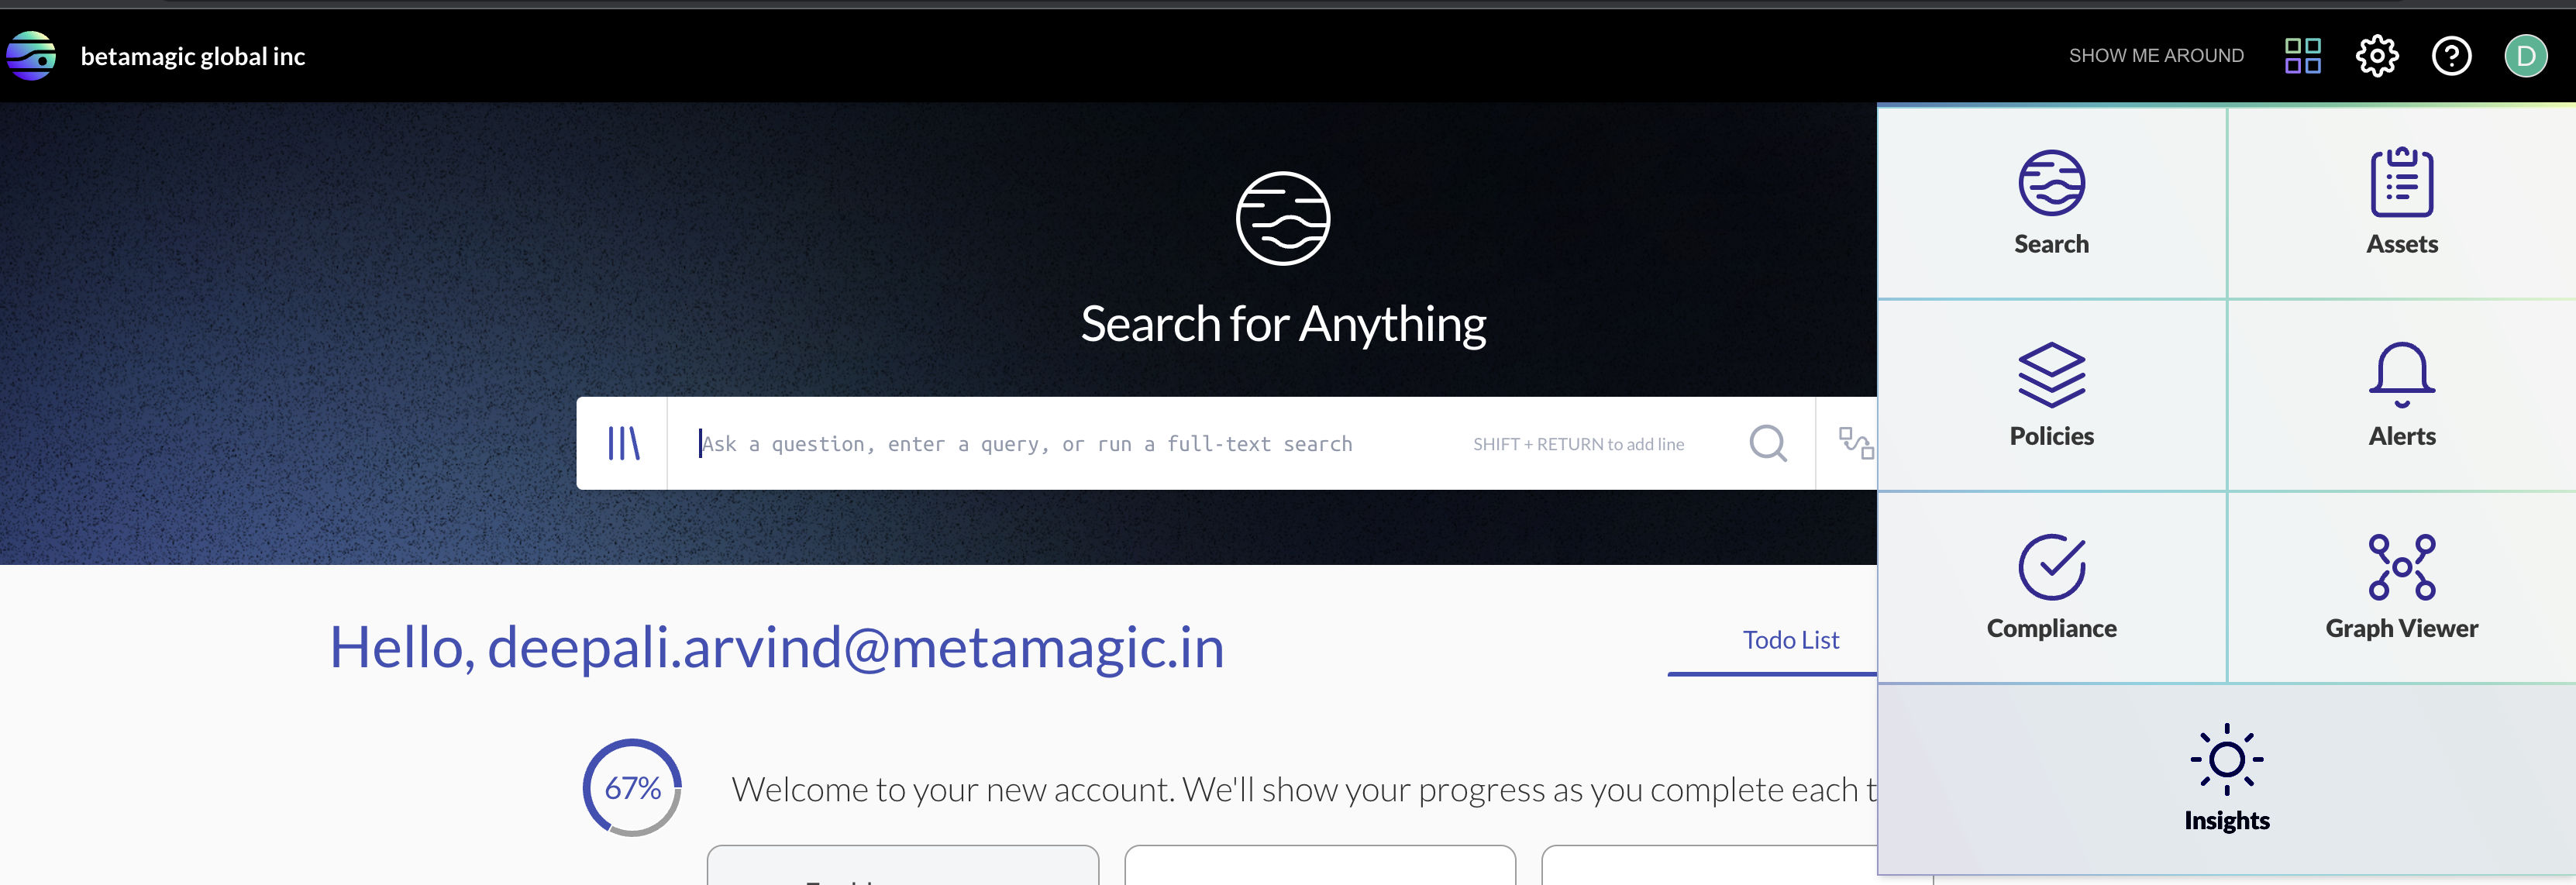 betamagic global inc
SHOW ME AROUND
D
Search for Anything
Ask a question, enter a query, or run a full-text search
SHIFT + RETURN to add line
Search
Assets
Policies
Alerts
Compliance
Graph Viewer
Insights
Hello, deepali.arvind@metamagic.in
Todo List
67%
Welcome to your new account. We'll show your progress as you complete each t